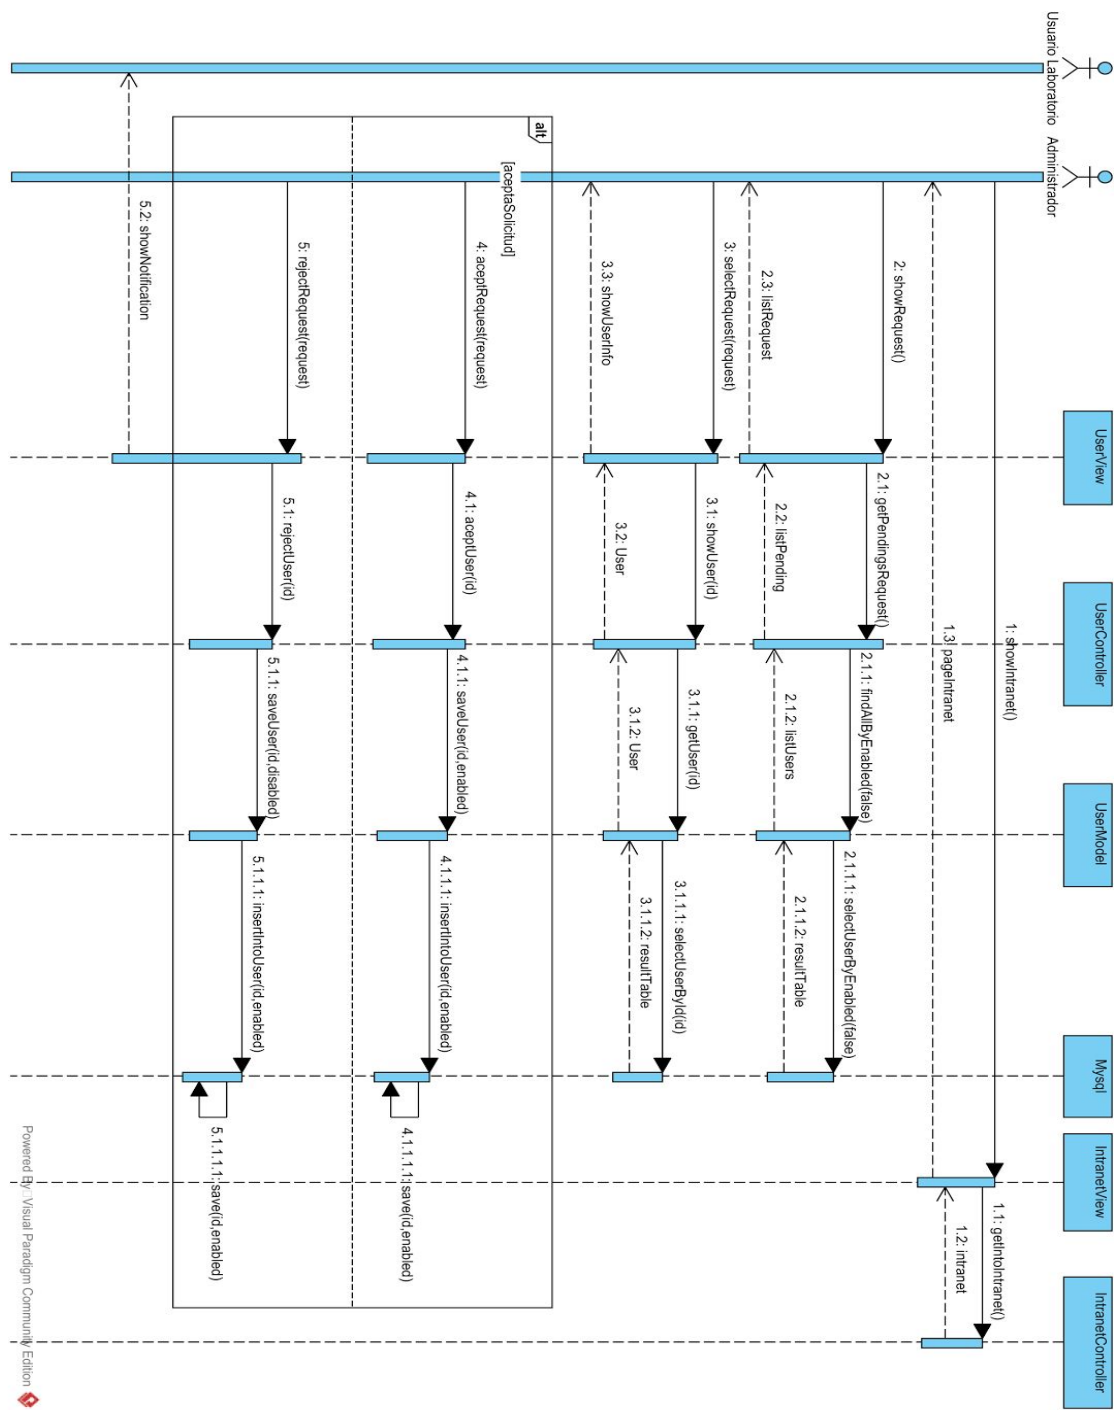 Usuario Laboratorio
Administrador
UserView
UserController
UserModel
Mysql
IntranetView
IntranetController
1: showIntranet()
1.1: getIntoIntranet()
1.2: intranet
1.3: pageIntranet
2: showRequest()
2.1: getPendingsRequest()
2.1.1: findAllByEnabled(false)
2.1.1.1: selectUserByEnabled(false)
2.1.1.2: resultTable
2.1.2: listUsers
2.2: listPending
2.3: listRequest
3: selectRequest(request)
3.1: showUser(id)
3.1.1: getUser(id)
3.1.1.1: selectUserById(id)
3.1.1.2: resultTable
3.1.2: User
3.2: User
3.3: showUserInfo
alt
[aceptaSolicitud]
4: aceptRequest(request)
4.1: aceptUser(id)
4.1.1: saveUser(id,enabled)
4.1.1.1: insertIntoUser(id,enabled)
4.1.1.1.1: save(id,enabled)
5: rejectRequest(request)
5.1: rejectUser(id)
5.1.1: saveUser(id,disabled)
5.1.1.1: insertIntoUser(id,enabled)
5.1.1.1.1: save(id,enabled)
5.2: showNotification
Powered By Visual Paradigm Community Edition